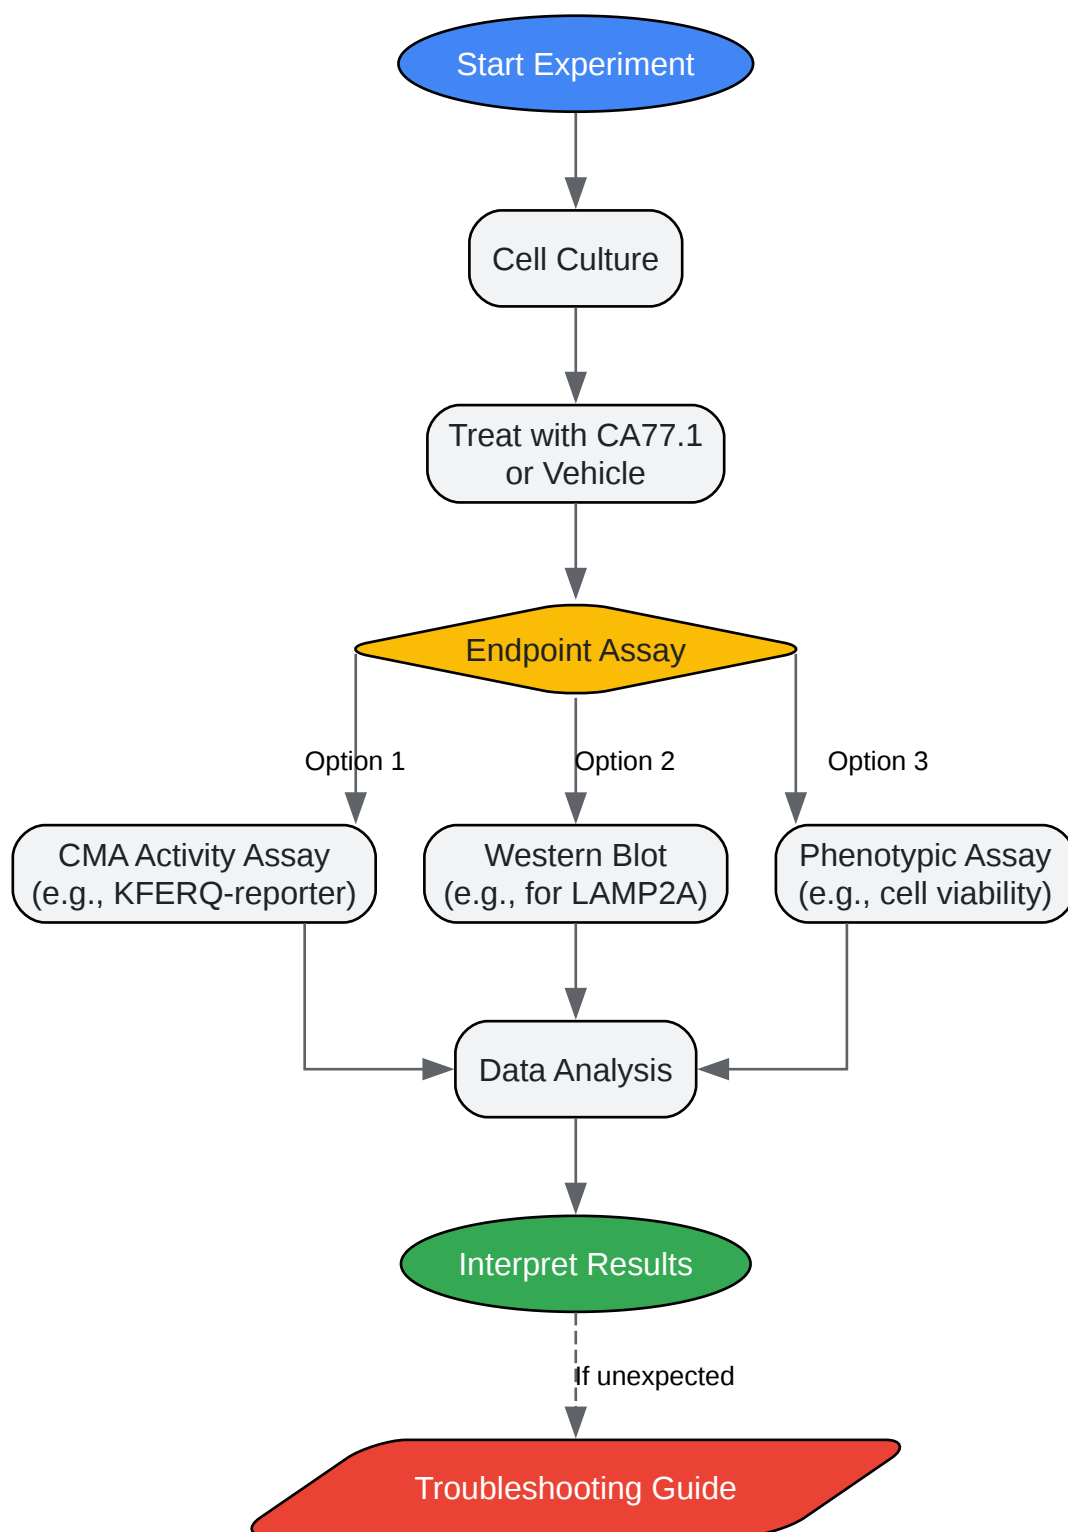 Start Experiment
Cell Culture
Treat with CA77.1
or Vehicle
Endpoint Assay
Option 1
Option 2
Option 3
CMA Activity Assay
(e.g., KFERQ-reporter)
Western Blot
(e.g., for LAMP2A)
Phenotypic Assay
(e.g., cell viability)
Data Analysis
Interpret Results
If unexpected
Troubleshooting Guide